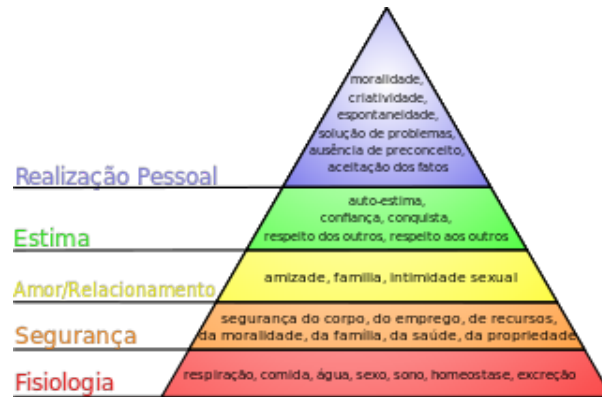 moralidade,
criatividade,
espontaneidade,
solução de problemas,
ausência de preconceito,
aceitação dos fatos
Realização Pessoal
auto-estima,
confiança, conquista,
respeito dos outros, respeito aos outros
Estima
amizade, família, intimidade sexual
Amor/Relacionamento
segurança do corpo, do emprego, de recursos,
da moralidade, da família, da saúde, da propriedade
Segurança
respiração, comida, água, sexo, sono, homeostase, excreção
Fisiologia